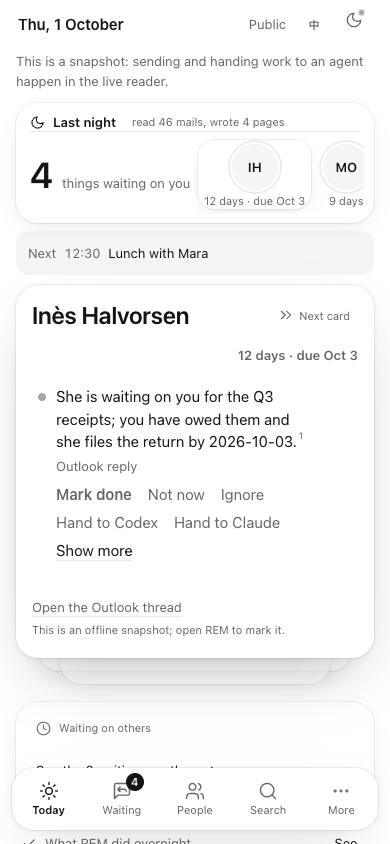 Thu, 1 October
Public 中
This is a snapshot: sending and handing work to an agent
happen in the live reader.
Last night read 46 mails, wrote 4 pages
4 things waiting on you
IH
12 days · due Oct 3
MO
9 days
Next 12:30 Lunch with Mara
Inès Halvorsen
Next card
12 days · due Oct 3
She is waiting on you for the Q3
receipts; you have owed them and
she files the return by 2026-10-03. 1
Outlook reply
Mark done Not now Ignore
Hand to Codex Hand to Claude
Show more
Open the Outlook thread
This is an offline snapshot; open REM to mark it.
Waiting on others
4
Today Waiting People Search More
What REM did overnight See